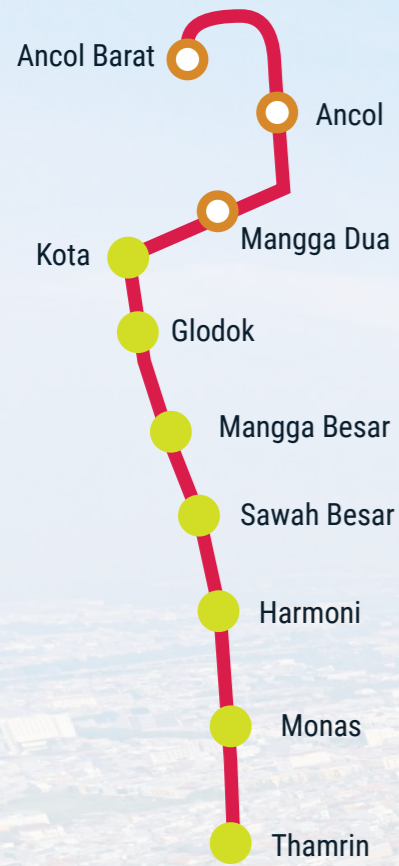 Ancol Barat
Ancol
Mangga Dua
Kota
Glodok
Mangga Besar
Sawah Besar
Harmoni
Monas
Thamrin